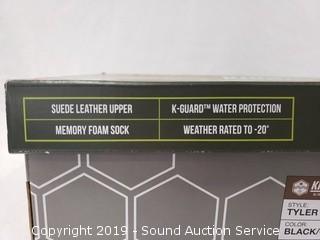 SUEDE LEATHER UPPER
K-GUARD™ WATER PROTECTION
MEMORY FOAM SOCK
WEATHER RATED TO -20°
STYLE:
TYLER
COLOR:
BLACK/
Copyright 2019 - Sound Auction Service